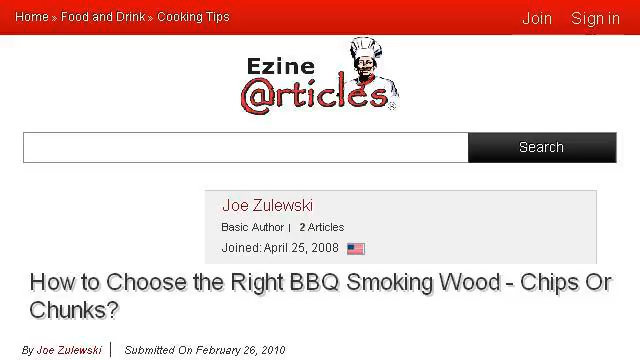 Home » Food and Drink » Cooking Tips
Join Sign in
Ezine
@rticles®
Search
Joe Zulewski
Basic Author | 2 Articles
Joined: April 25, 2008
How to Choose the Right BBQ Smoking Wood - Chips Or
Chunks?
By Joe Zulewski | Submitted On February 26, 2010